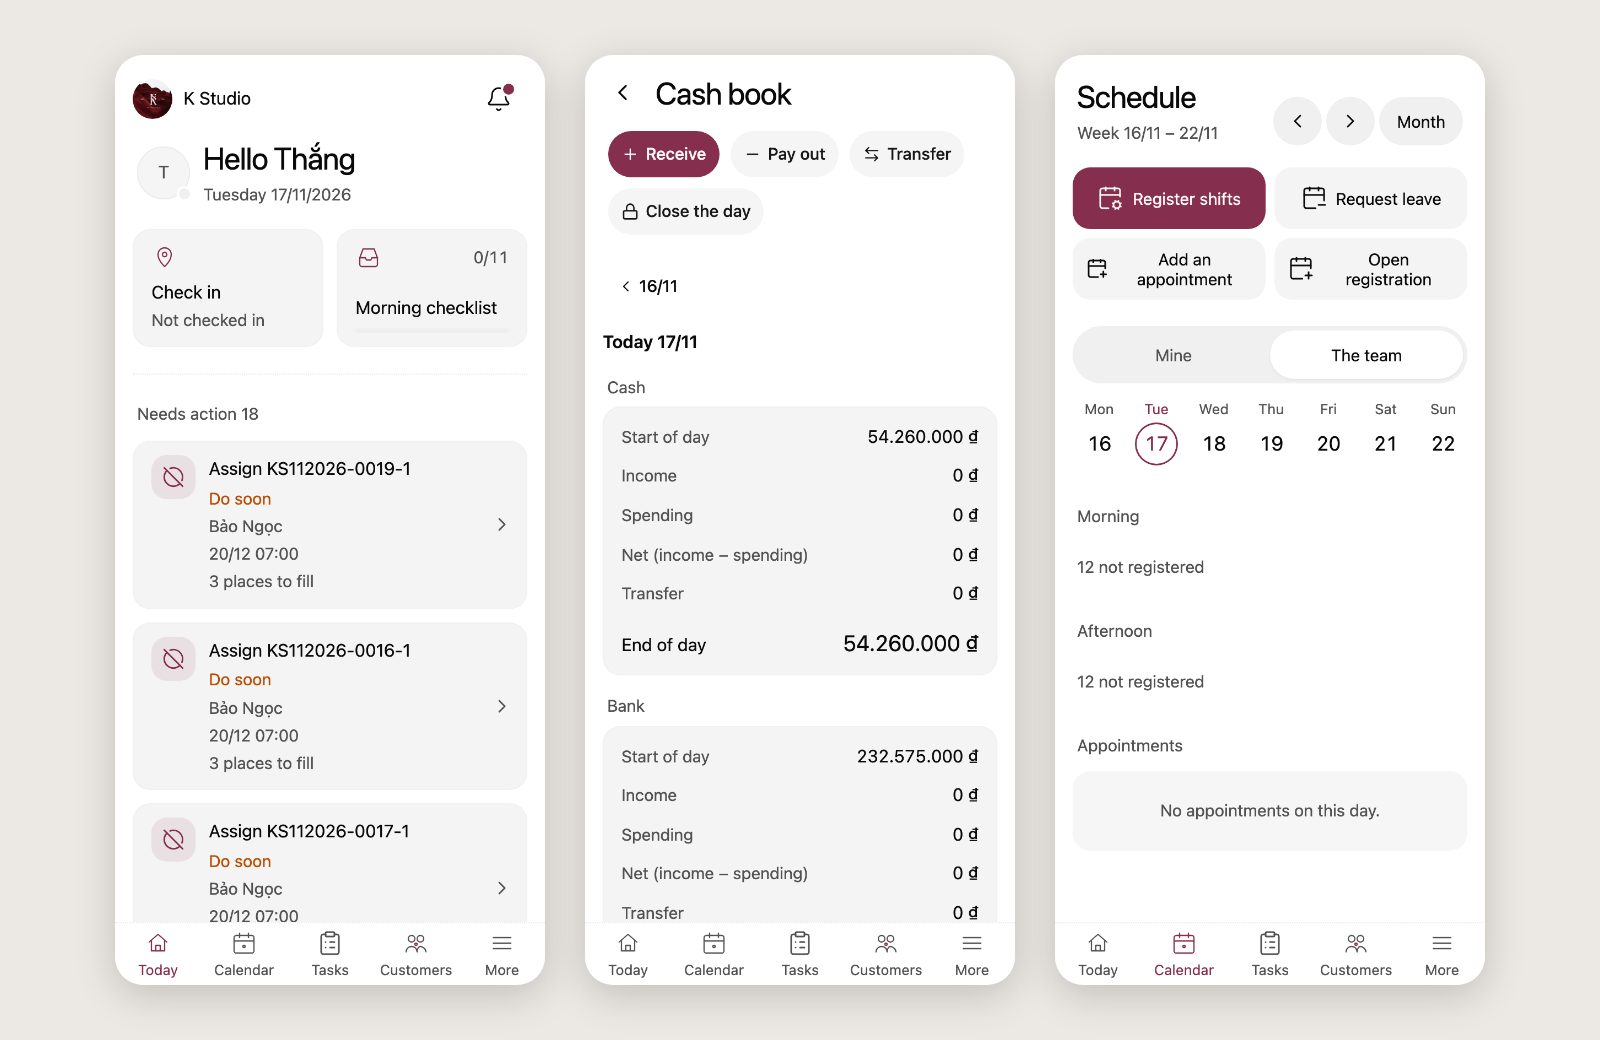 K Studio
T
Hello Thắng
Tuesday 17/11/2026
Check in
Not checked in
0/11
Morning checklist
Needs action 18
Assign KS112026-0019-1
Do soon
Bảo Ngọc
20/12 07:00
3 places to fill
Assign KS112026-0016-1
Do soon
Bảo Ngọc
20/12 07:00
3 places to fill
Assign KS112026-0017-1
Do soon
Bảo Ngọc
20/12 07:00
Today
Calendar
Tasks
Customers
More
Cash book
+ Receive
− Pay out
Transfer
Close the day
16/11
Today 17/11
Cash
Start of day 54.260.000 ₫
Income 0 ₫
Spending 0 ₫
Net (income – spending) 0 ₫
Transfer 0 ₫
End of day 54.260.000 ₫
Bank
Start of day 232.575.000 ₫
Income 0 ₫
Spending 0 ₫
Net (income – spending) 0 ₫
Transfer 0 ₫
Today
Calendar
Tasks
Customers
More
Schedule
Week 16/11 – 22/11
Month
Register shifts
Request leave
Add an
appointment
Open
registration
Mine
The team
Mon Tue Wed Thu Fri Sat Sun
16 17 18 19 20 21 22
Morning
12 not registered
Afternoon
12 not registered
Appointments
No appointments on this day.
Today
Calendar
Tasks
Customers
More